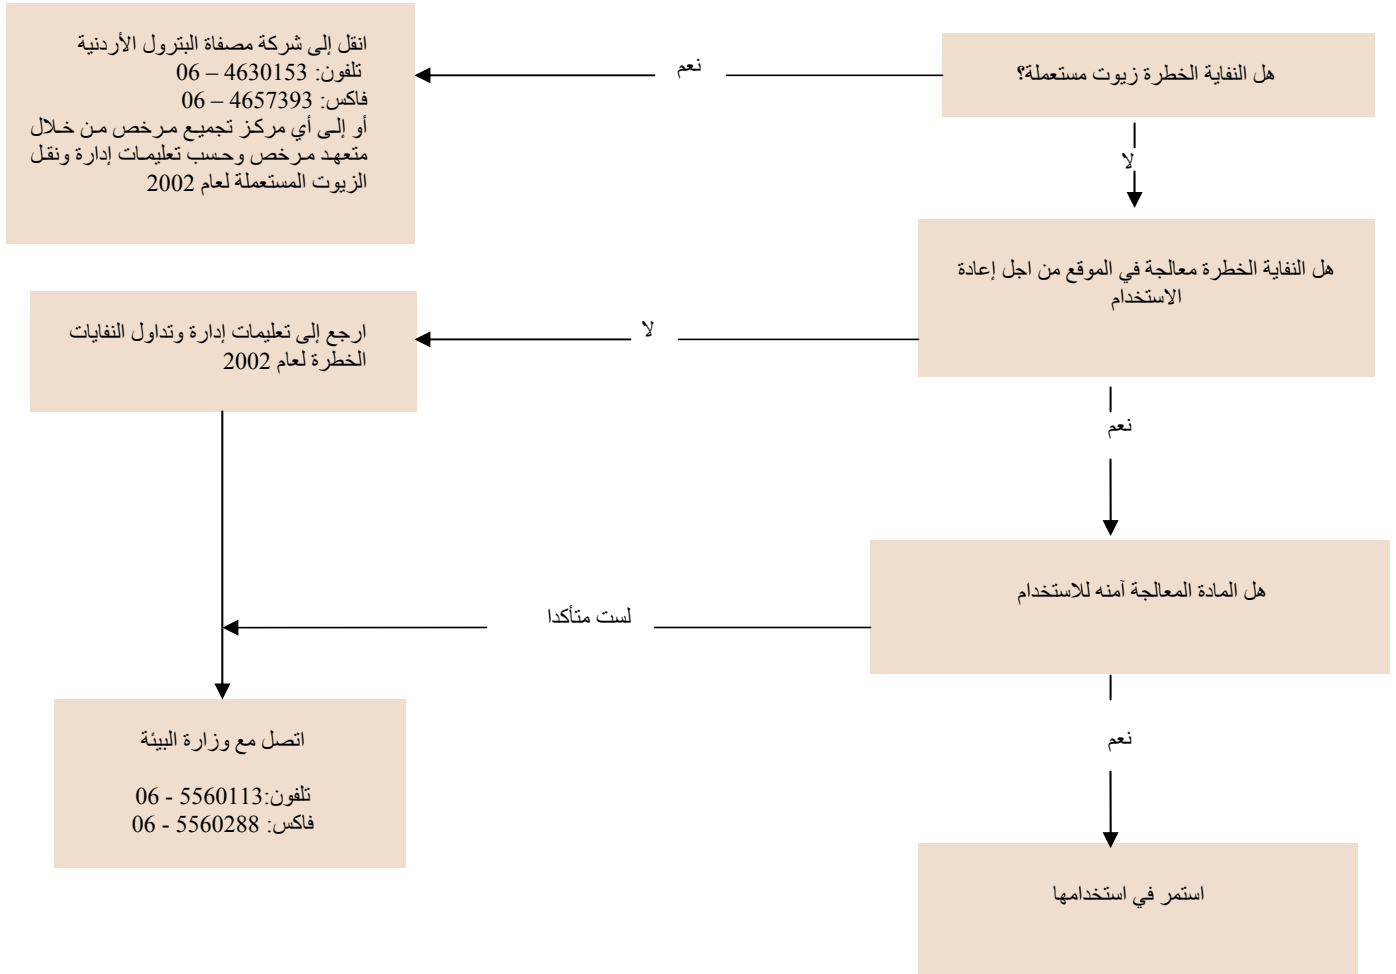 هل النفاية الخطرة زيوت مستعملة؟
نعم
انقل إلى شركة مصفاة البترول الأردنية
تلفون: 4630153 – 06
فاكس: 4657393 – 06
أو إلى أي مركز تجميع مرخص من خلال
متعهد مرخص وحسب تعليمات إدارة ونقل
الزيوت المستعملة لعام 2002
لا
هل النفاية الخطرة معالجة في الموقع من اجل إعادة
الاستخدام
لا
ارجع إلى تعليمات إدارة وتداول النفايات
الخطرة لعام 2002
نعم
هل المادة المعالجة آمنه للاستخدام
لست متأكدا
اتصل مع وزارة البيئة
تلفون:5560113 - 06
فاكس: 5560288 - 06
نعم
استمر في استخدامها